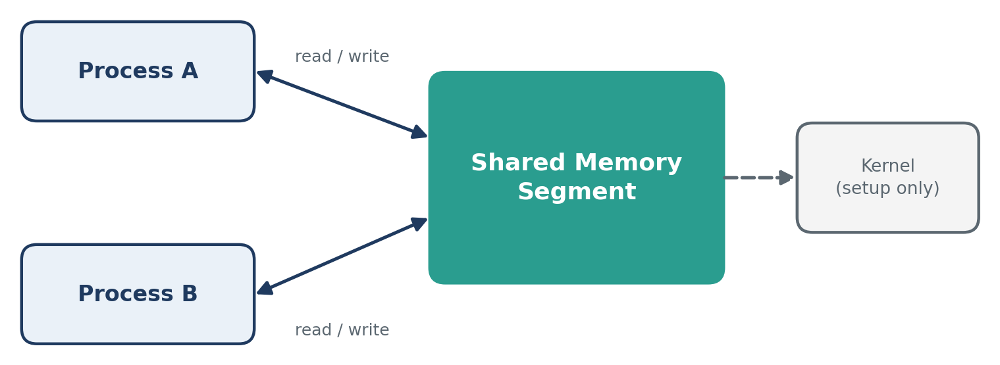 Process A
read / write
Shared Memory
Segment
Kernel
(setup only)
Process B
read / write